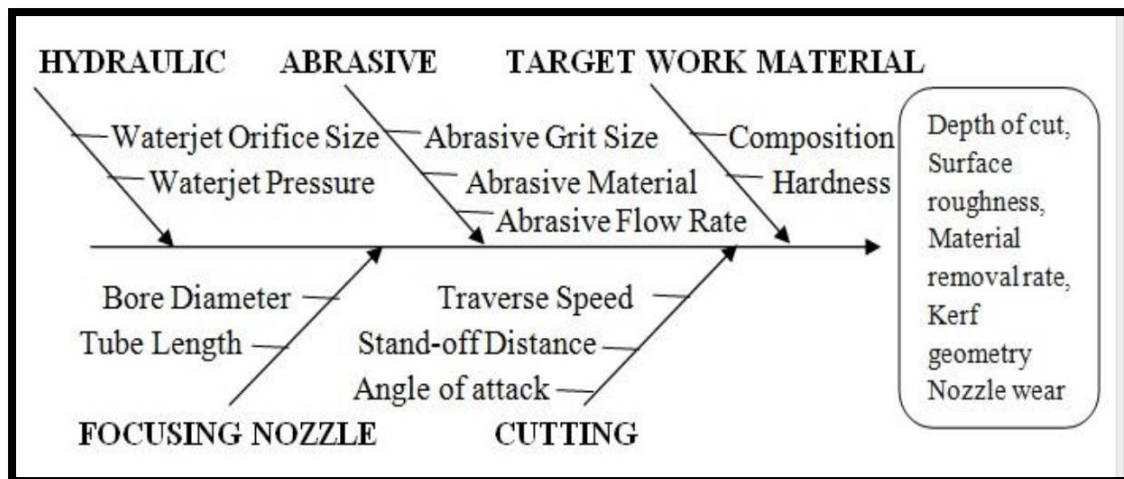 HYDRAULIC
ABRASIVE
TARGET WORK MATERIAL
Waterjet Orifice Size
Waterjet Pressure
Abrasive Grit Size
Abrasive Material
Abrasive Flow Rate
Composition
Hardness
Bore Diameter
Tube Length
FOCUSING NOZZLE
Traverse Speed
Stand-off Distance
Angle of attack
CUTTING
Depth of cut,
Surface
roughness,
Material
removal rate,
Kerf
geometry
Nozzle wear